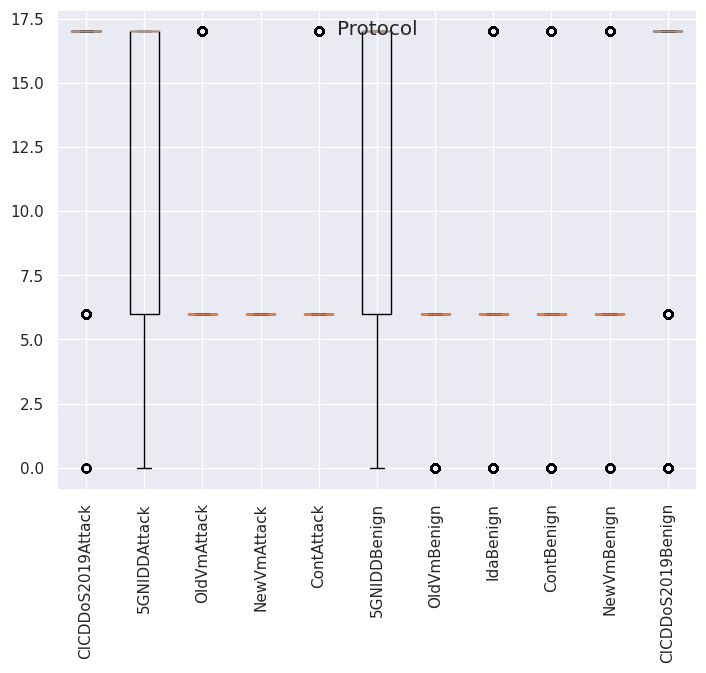 Protocol
17.5
15.0
12.5
10.0
7.5
5.0
2.5
0.0
CICDDoS2019Attack
5GNIDDAttack
OldVmAttack
NewVmAttack
ContAttack
5GNIDDBenign
OldVmBenign
IdaBenign
ContBenign
NewVmBenign
CICDDoS2019Benign